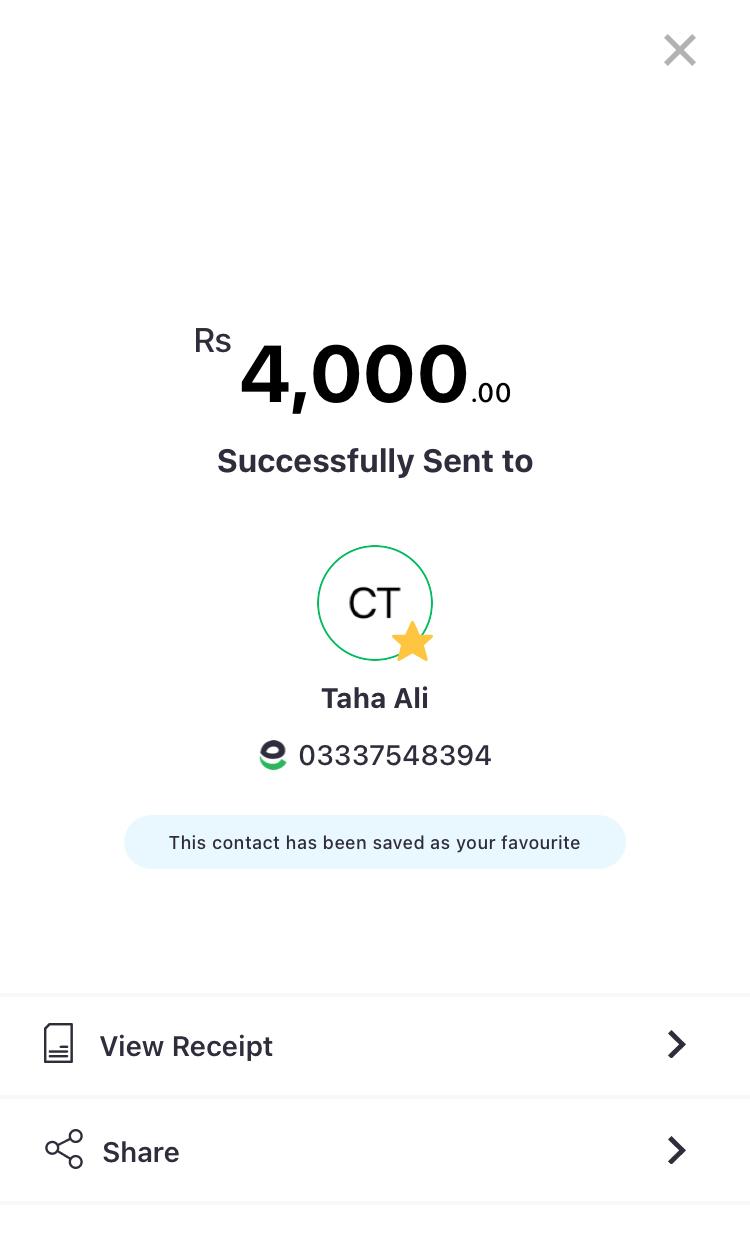 Rs 4,000.00
Successfully Sent to
CT
Taha Ali
03337548394
This contact has been saved as your favourite
View Receipt
Share